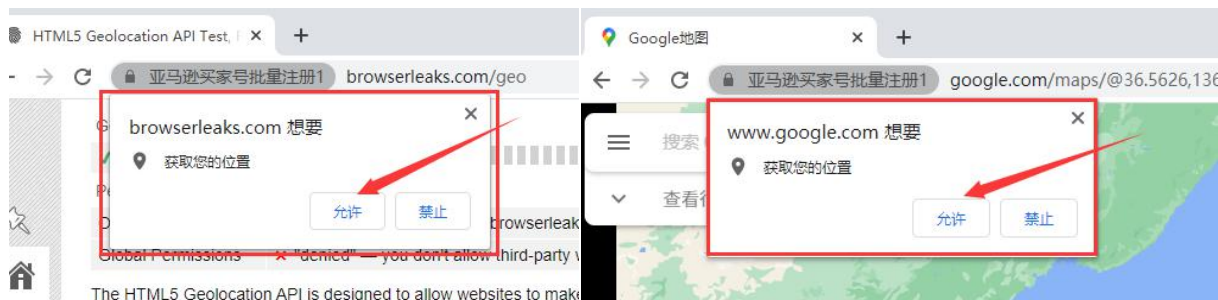 HTML5 Geolocation API Test,
亚马逊买家号批量注册1 browserleaks.com/geo
browserleaks.com 想要
获取您的位置
允许 禁止
browserleak
Global Permissions × "denied" — you don't allow third-party
The HTML5 Geolocation API is designed to allow websites to make
Google地图
亚马逊买家号批量注册1 google.com/maps/@36.5626,136
搜索
www.google.com 想要
获取您的位置
查看
允许 禁止